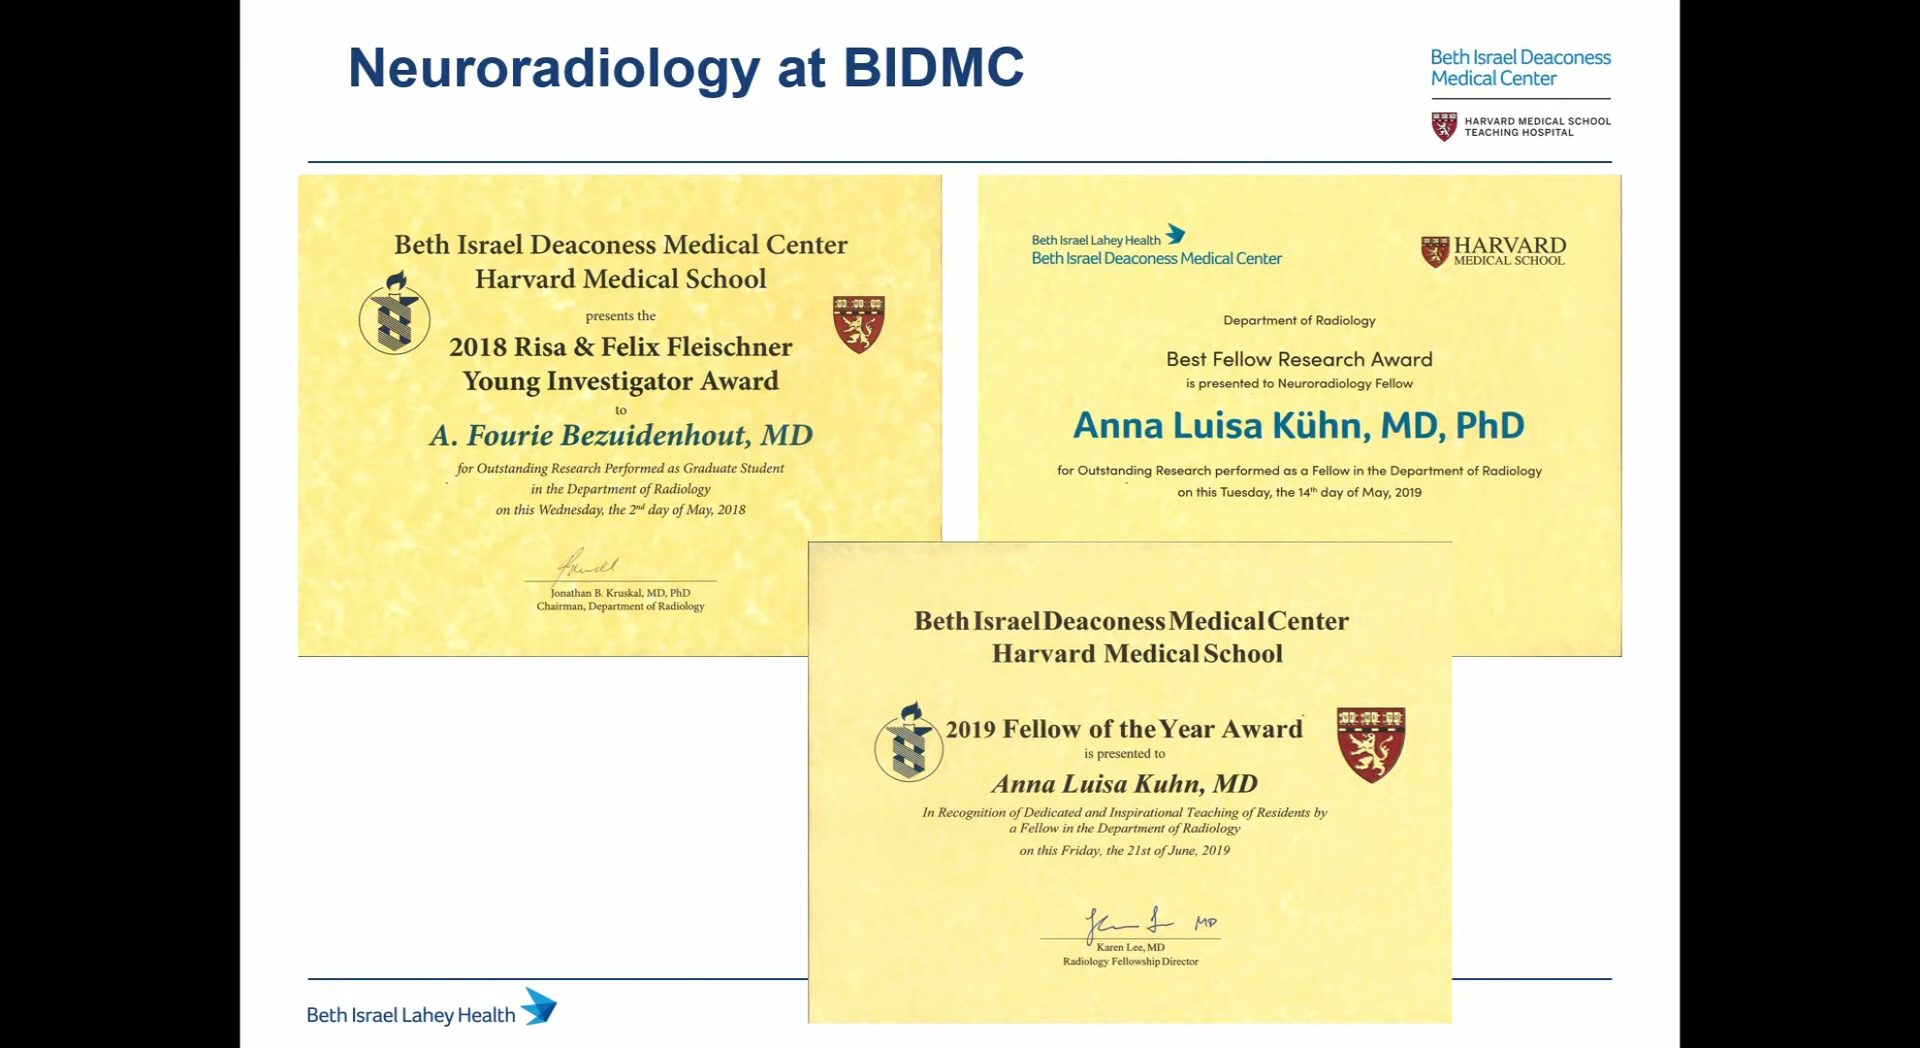 Neuroradiology at BIDMC
Beth Israel Deaconess
Medical Center
HARVARD MEDICAL SCHOOL
TEACHING HOSPITAL
Beth Israel Deaconess Medical Center
Harvard Medical School
presents the
2018 Risa & Felix Fleischner
Young Investigator Award
to
A. Fourie Bezuidenhout, MD
for Outstanding Research Performed as Graduate Student
in the Department of Radiology
on this Wednesday, the 2nd day of May, 2018
Jonathan B. Kruskal, MD, PhD
Chairman, Department of Radiology
Beth Israel Lahey Health
Beth Israel Deaconess Medical Center
HARVARD
MEDICAL SCHOOL
Department of Radiology
Best Fellow Research Award
is presented to Neuroradiology Fellow
Anna Luisa Kühn, MD, PhD
for Outstanding Research performed as a Fellow in the Department of Radiology
on this Tuesday, the 14th day of May, 2019
Beth Israel Deaconess Medical Center
Harvard Medical School
2019 Fellow of the Year Award
is presented to
Anna Luisa Kuhn, MD
In Recognition of Dedicated and Inspirational Teaching of Residents by
a Fellow in the Department of Radiology
on this Friday, the 21st of June, 2019
MD
Karen Lee, MD
Radiology Fellowship Director
Beth Israel Lahey Health